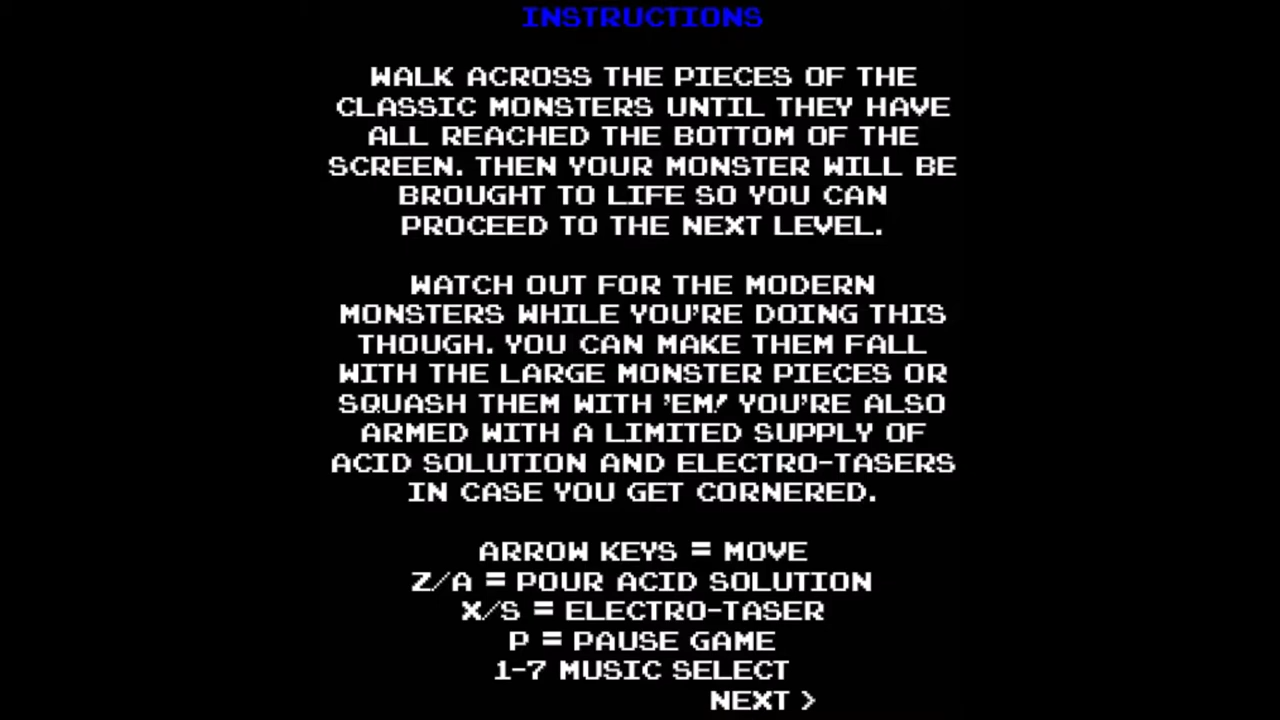 INSTRUCTIONS
WALK ACROSS THE PIECES OF THE
CLASSIC MONSTERS UNTIL THEY HAVE
ALL REACHED THE BOTTOM OF THE
SCREEN. THEN YOUR MONSTER WILL BE
BROUGHT TO LIFE SO YOU CAN
PROCEED TO THE NEXT LEVEL.
WATCH OUT FOR THE MODERN
MONSTERS WHILE YOU'RE DOING THIS
THOUGH. YOU CAN MAKE THEM FALL
WITH THE LARGE MONSTER PIECES OR
SQUASH THEM WITH 'EM! YOU'RE ALSO
ARMED WITH A LIMITED SUPPLY OF
ACID SOLUTION AND ELECTRO-TASERS
IN CASE YOU GET CORNERED.
ARROW KEYS = MOVE
Z/A = POUR ACID SOLUTION
X/S = ELECTRO-TASER
P = PAUSE GAME
1-7 MUSIC SELECT
NEXT >